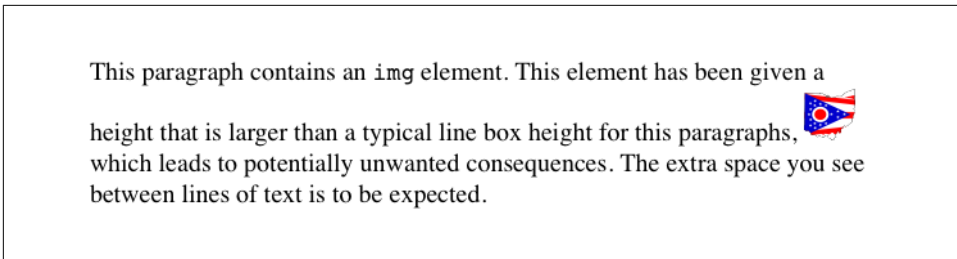 This paragraph contains an img element. This element has been given a
height that is larger than a typical line box height for this paragraphs,
which leads to potentially unwanted consequences. The extra space you see
between lines of text is to be expected.